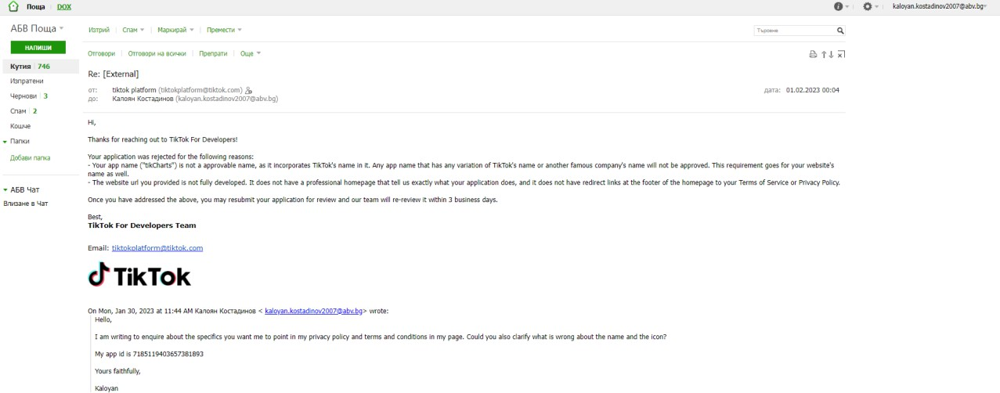 Поща DOX kaloyan.kostadinov2007@abv.bg
АБВ Поща
НАПИШИ
Кутия 746
Изпратени
Чернови 3
Спам 2
Кошче
Папки
Добави папка
АБВ Чат
Влизане в Чат
Изтрий Спам Маркирай Премести Търсене
Отговори Отговори на всички Препрати Още
Re: [External]
от: tiktok platform (tiktokplatform@tiktok.com) дата: 01.02.2023 00:04
до: Калоян Костадинов (kaloyan.kostadinov2007@abv.bg)
Hi,
Thanks for reaching out to TikTok For Developers!
Your application was rejected for the following reasons:
- Your app name ("tikCharts") is not a approvable name, as it incorporates TikTok's name in it. Any app name that has any variation of TikTok's name or another famous company's name will not be approved. This requirement goes for your website's
name as well.
- The website url you provided is not fully developed. It does not have a professional homepage that tell us exactly what your application does, and it does not have redirect links at the footer of the homepage to your Terms of Service or Privacy Policy.
Once you have addressed the above, you may resubmit your application for review and our team will re-review it within 3 business days.
Best,
TikTok For Developers Team
Email: tiktokplatform@tiktok.com
TikTok
On Mon, Jan 30, 2023 at 11:44 AM Калоян Костадинов < kaloyan.kostadinov2007@abv.bg> wrote:
Hello,
I am writing to enquire about the specifics you want me to point in my privacy policy and terms and conditions in my page. Could you also clarify what is wrong about the name and the icon?
My app id is 7185119403657381893
Yours faithfully,
Kaloyan